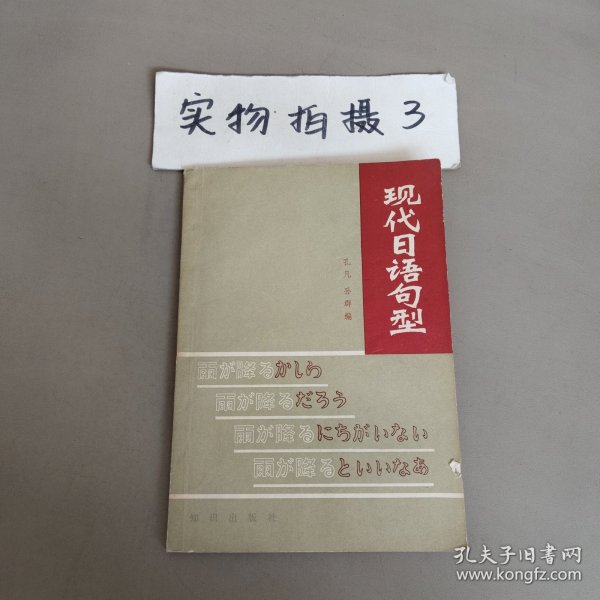 实物拍摄3
现代日语句型
孔凡 岳辉 编
雨が降るかしら
雨が降るだろう
雨が降るにちがいない
雨が降るといいなあ
知识出版社
孔夫子旧书网
www.kongfz.com